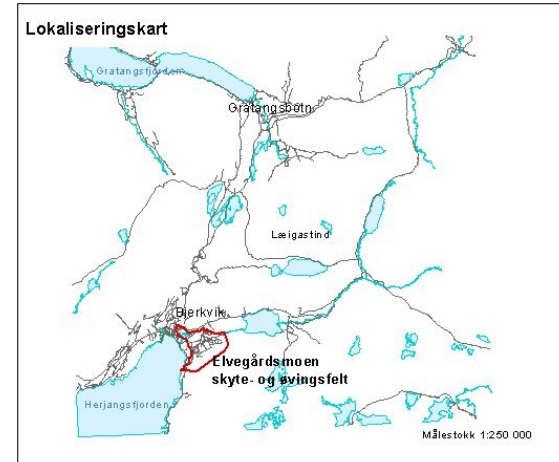 Lokaliseringskart
Gratangsfjorden
Gratangsbotn
Læigastind
Bjerkvik
Elvegårdsmoen
skyte- og øvingsfelt
Herjangsfjorden
Målestokk 1:250 000